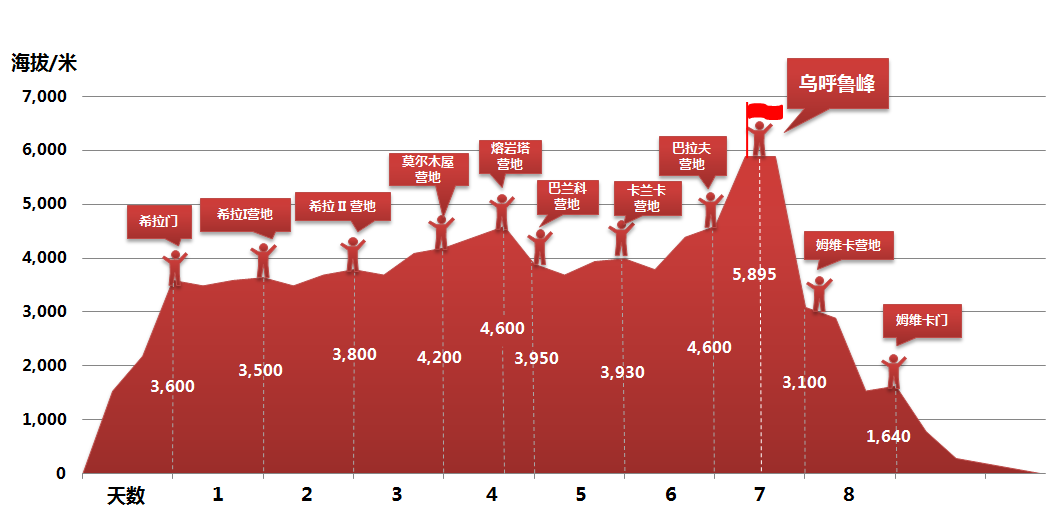 海拔/米
7,000
6,000
5,000
4,000
3,000
2,000
1,000
0
希拉门
希拉I营地
希拉 II 营地
莫尔木屋
营地
熔岩塔
营地
巴兰科
营地
卡兰卡
营地
巴拉夫
营地
乌呼鲁峰
姆维卡营地
姆维卡门
3,600
3,500
3,800
4,200
4,600
3,950
3,930
4,600
5,895
3,100
1,640
天数
1
2
3
4
5
6
7
8